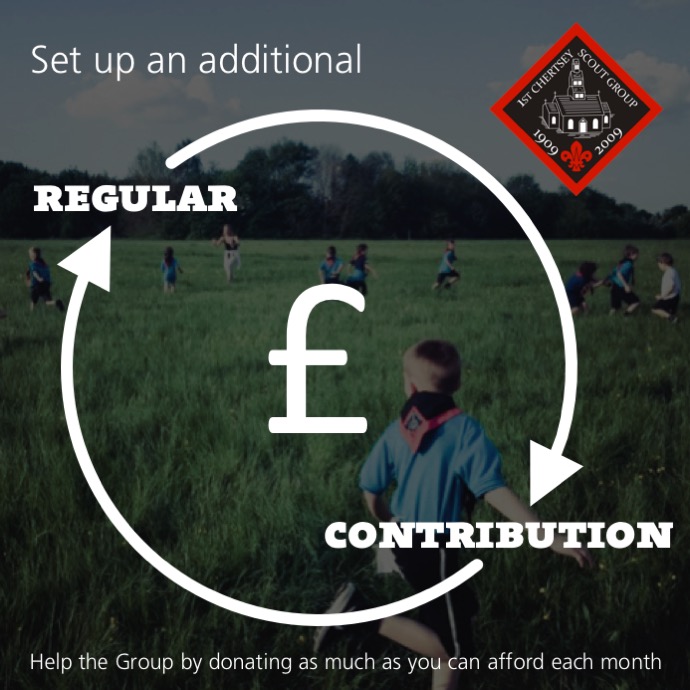 Set up an additional
1ST CHERTSEY SCOUT GROUP
1909 2009
REGULAR
£
CONTRIBUTION
Help the Group by donating as much as you can afford each month